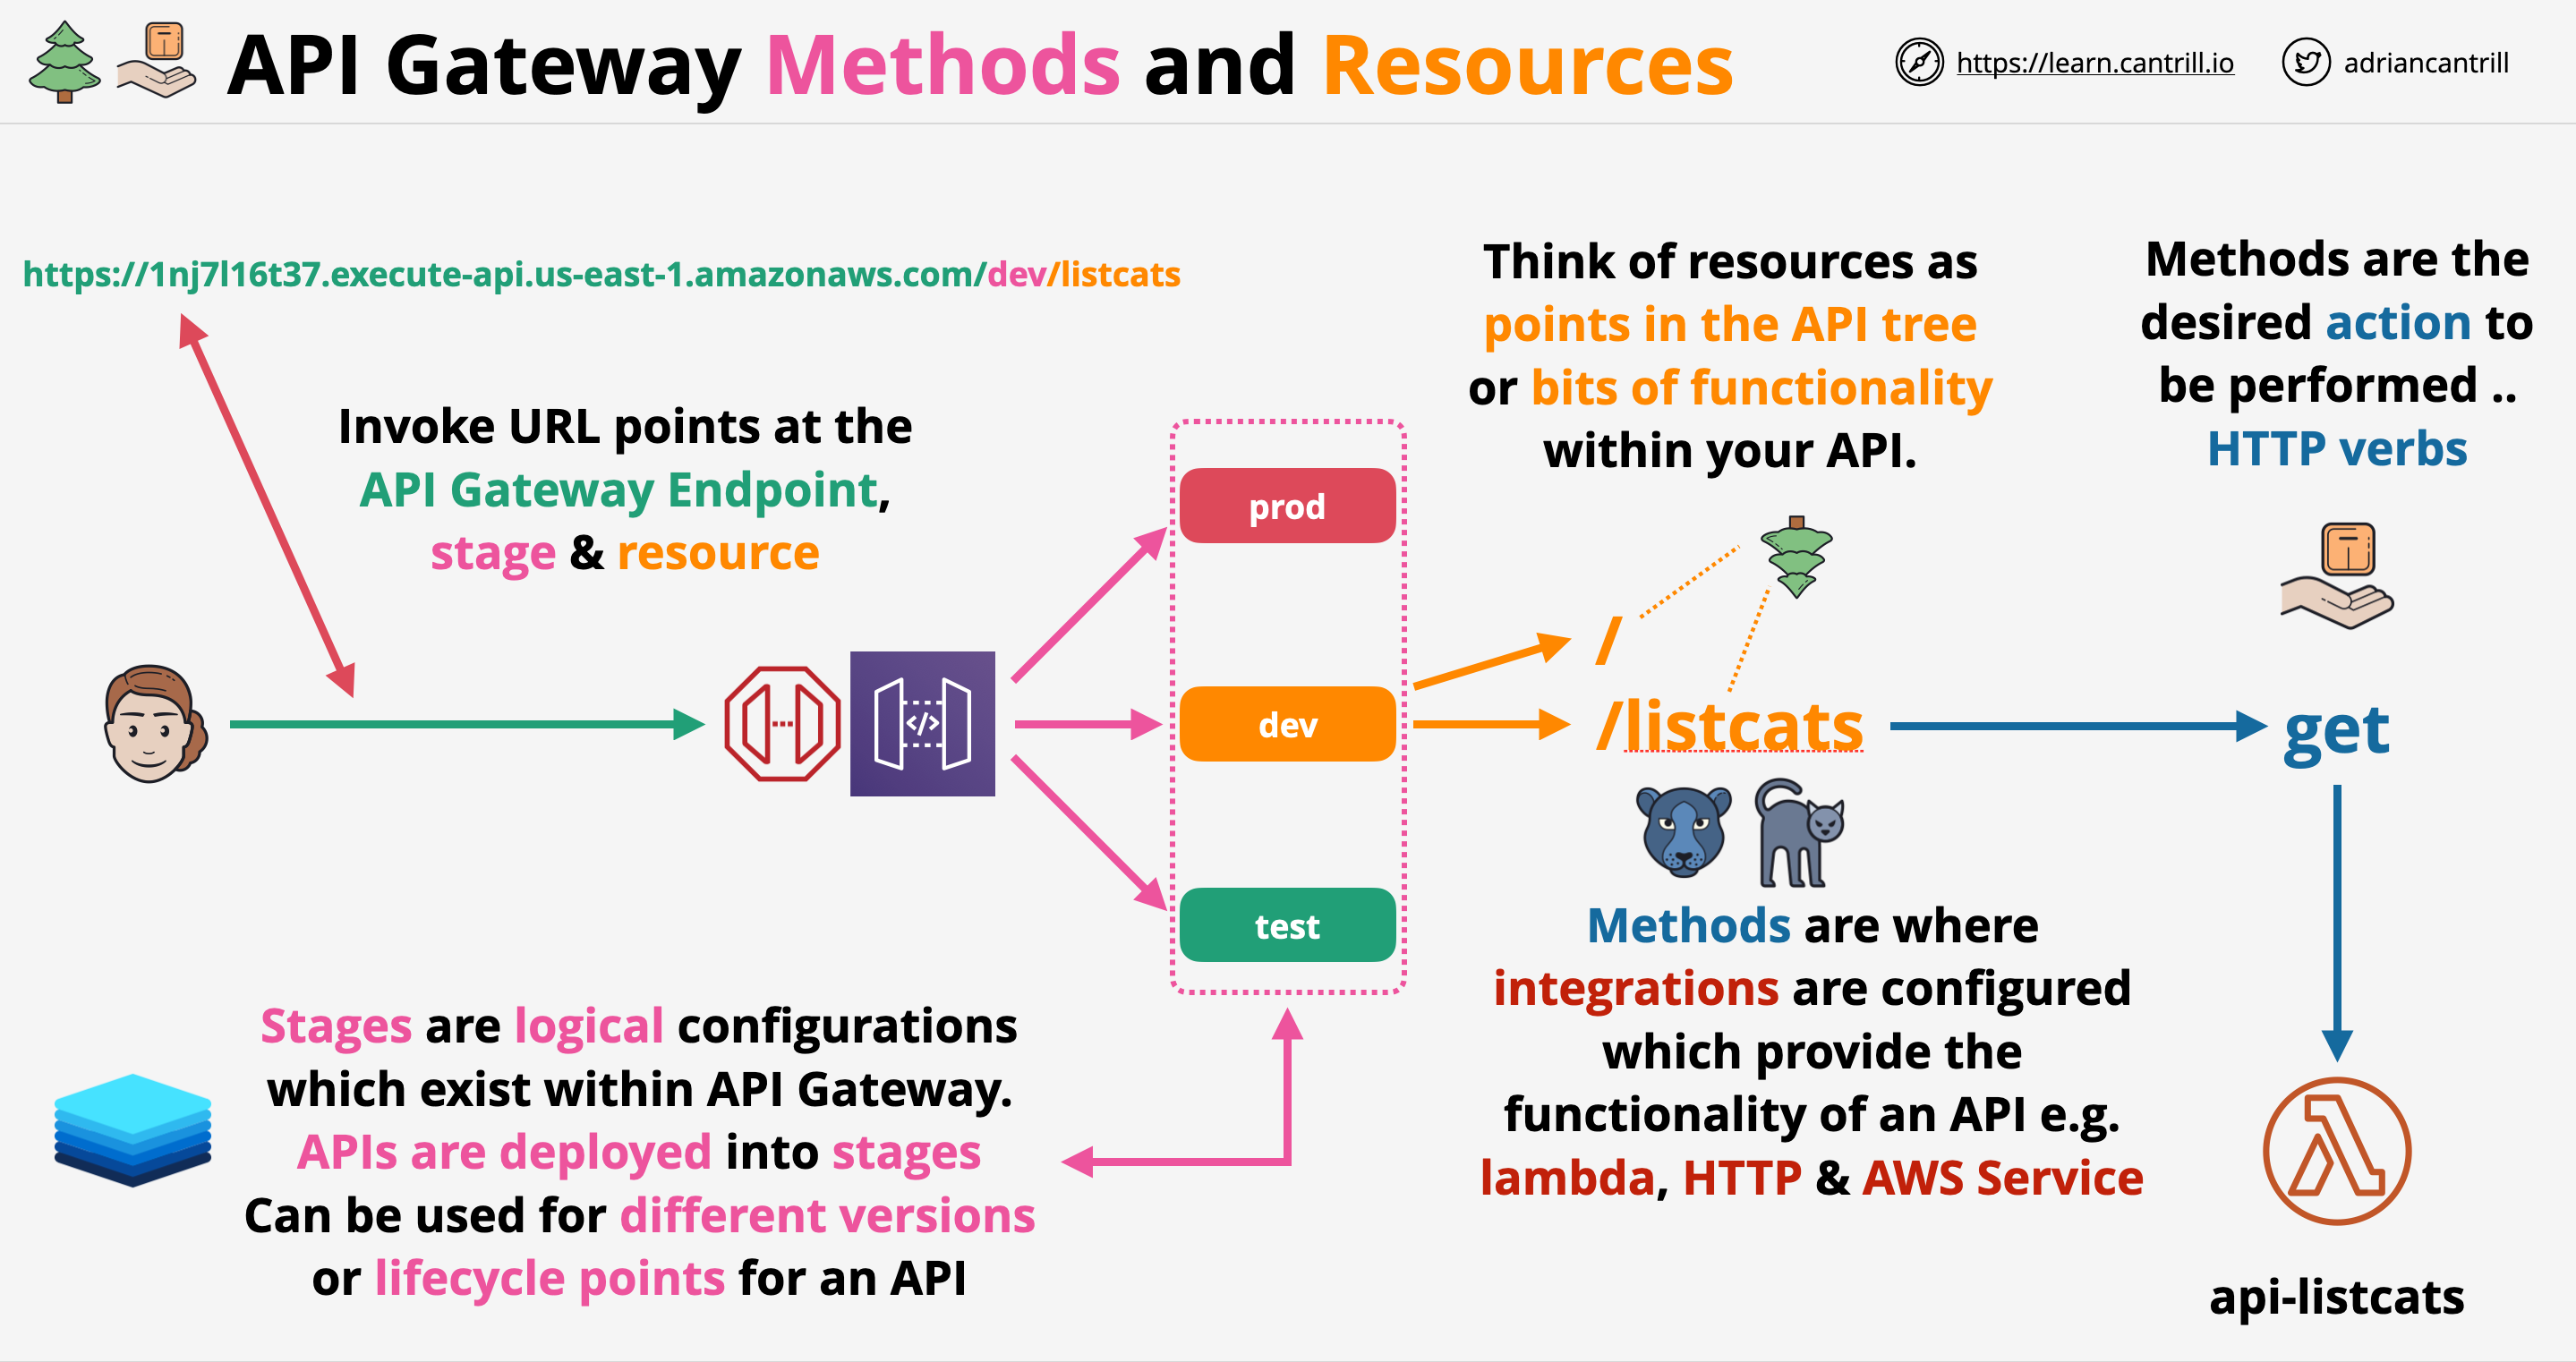 API Gateway Methods and Resources
https://learn.cantrill.io
adriancantrill
https://1nj7l16t37.execute-api.us-east-1.amazonaws.com/dev/listcats
Invoke URL points at the
API Gateway Endpoint,
stage & resource
prod
dev
test
Think of resources as
points in the API tree
or bits of functionality
within your API.
Methods are the
desired action to
be performed ..
HTTP verbs
/
/listcats
get
</>
Stages are logical configurations
which exist within API Gateway.
APIs are deployed into stages
Can be used for different versions
or lifecycle points for an API
Methods are where
integrations are configured
which provide the
functionality of an API e.g.
lambda, HTTP & AWS Service
api-listcats